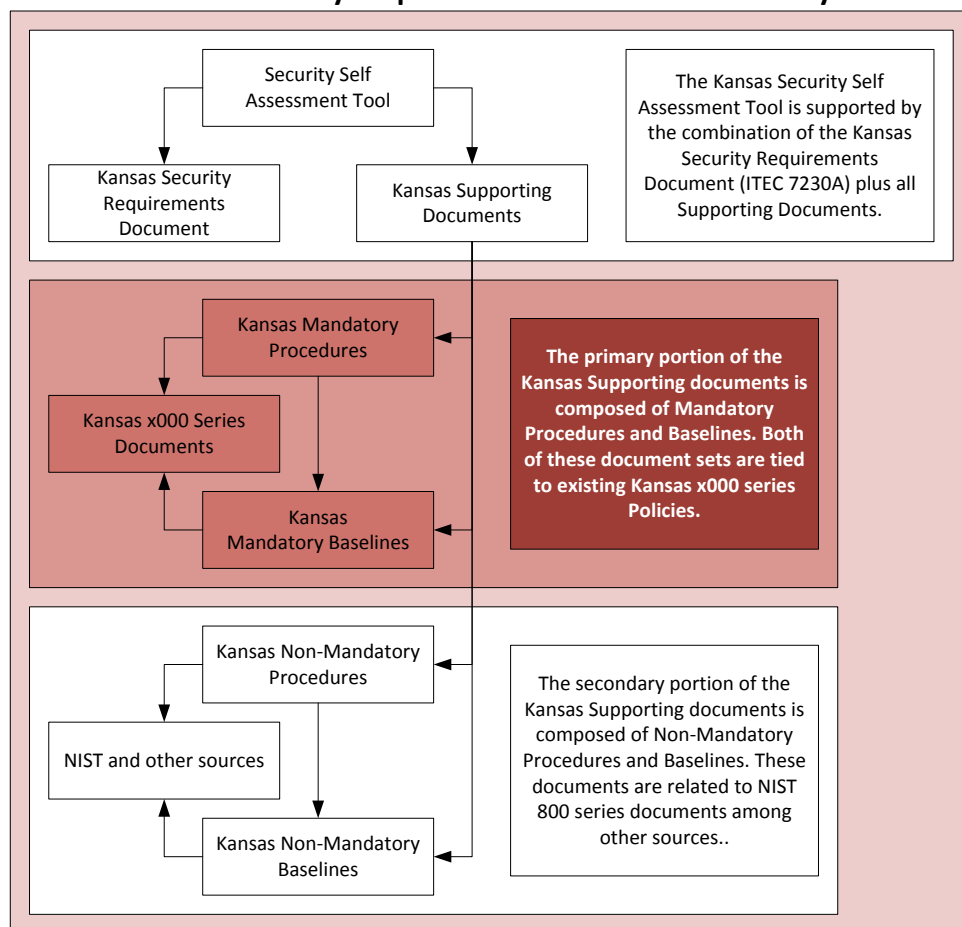 Security Self
Assessment Tool
The Kansas Security Self
Assessment Tool is supported by
the combination of the Kansas
Security Requirements
Document (ITEC 7230A) plus all
Supporting Documents.
Kansas Security
Requirements
Document
Kansas Supporting
Documents
Kansas Mandatory
Procedures
Kansas x000 Series
Documents
Kansas
Mandatory Baselines
The primary portion of the
Kansas Supporting documents is
composed of Mandatory
Procedures and Baselines. Both
of these document sets are tied
to existing Kansas x000 series
Policies.
Kansas Non-Mandatory
Procedures
NIST and other sources
Kansas Non-Mandatory
Baselines
The secondary portion of the
Kansas Supporting documents is
composed of Non-Mandatory
Procedures and Baselines. These
documents are related to NIST
800 series documents among
other sources..